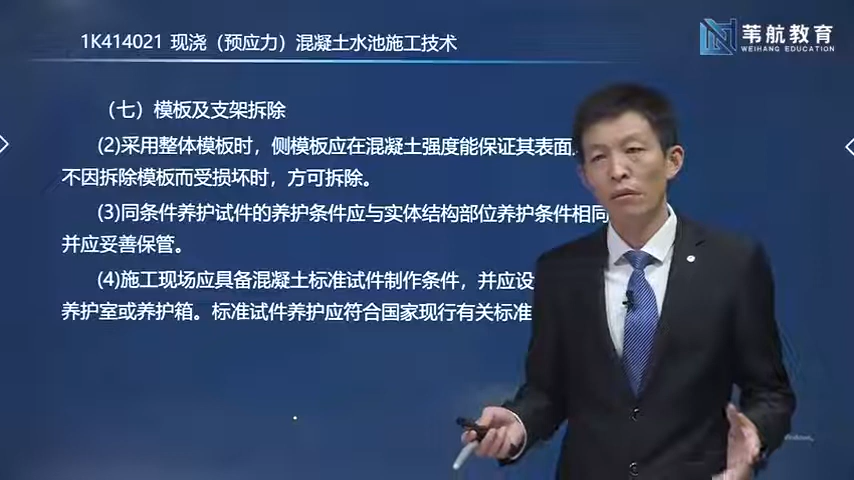 1K414021 现浇（预应力）混凝土水池施工技术
苇航教育
WEIHANG EDUCATION
（七）模板及支架拆除
(2)采用整体模板时，侧模板应在混凝土强度能保证其表面
不因拆除模板而受损坏时，方可拆除。
(3)同条件养护试件的养护条件应与实体结构部位养护条件相同
并应妥善保管。
(4)施工现场应具备混凝土标准试件制作条件，并应设
养护室或养护箱。标准试件养护应符合国家现行有关标准